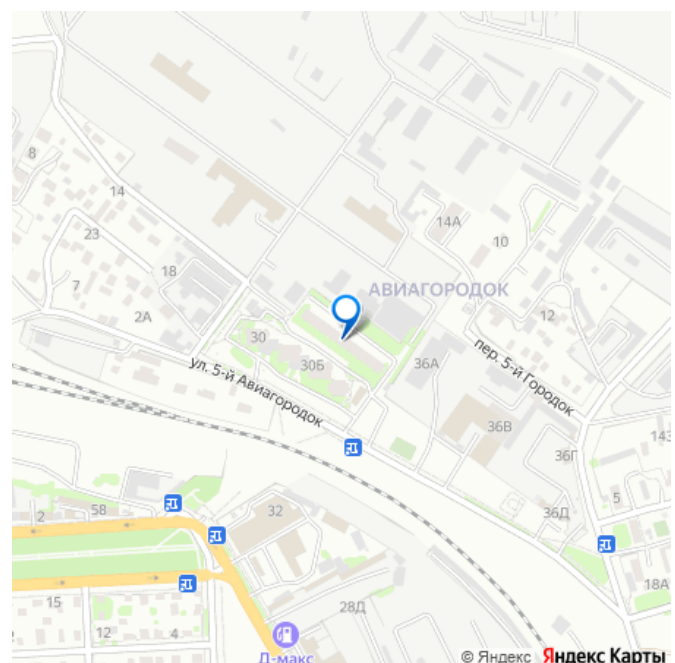 8
14
14А
10
23
18
7
АВИАГОРОДОК
2А
12
30
30Б
36А
ул. 5-й Авиагородок
пер. 5-й Городок
36В
143
36Г
5
58
2
32
36Д
18А
15
12
4
28Д
Д-макс
© Яндекс Яндекс Карты